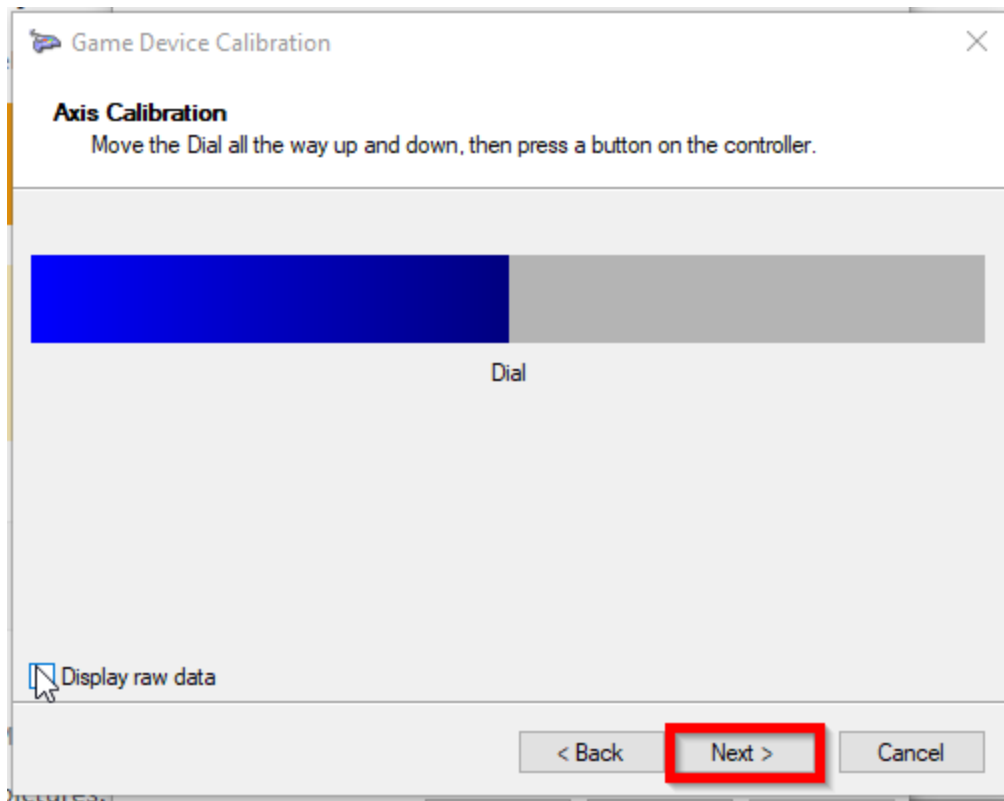 Game Device Calibration
Axis Calibration
Move the Dial all the way up and down, then press a button on the controller.
Dial
Display raw data
< Back
Next >
Cancel